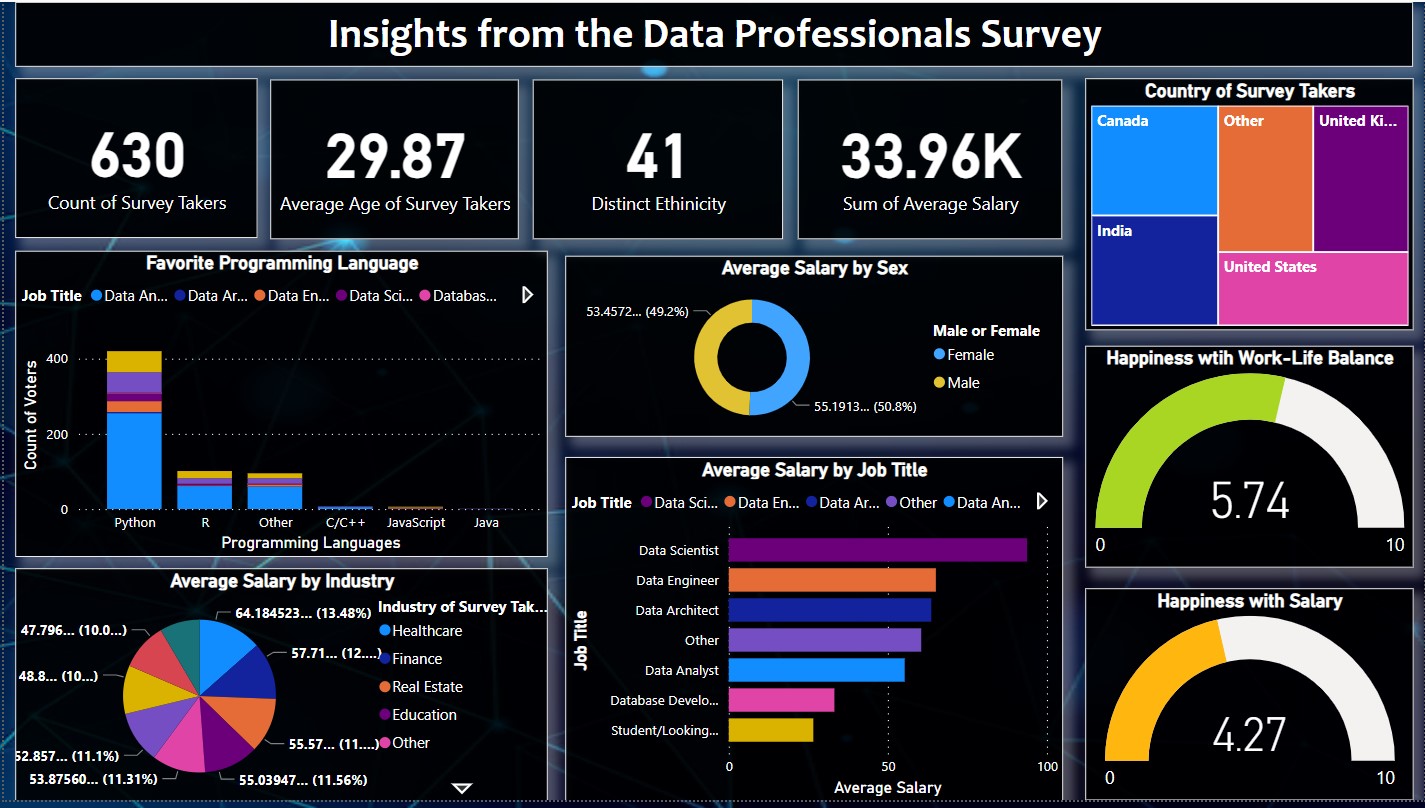 Insights from the Data Professionals Survey
630
Count of Survey Takers
29.87
Average Age of Survey Takers
41
Distinct Ethinicity
33.96K
Sum of Average Salary
Country of Survey Takers
Canada
Other
United Ki...
India
United States
Favorite Programming Language
Job Title Data An... Data Ar... Data En... Data Sci... Databas...
Count of Voters
400
200
0
Python R Other C/C++ JavaScript Java
Programming Languages
Average Salary by Sex
53.4572... (49.2%)
55.1913... (50.8%)
Male or Female
Female
Male
Happiness wtih Work-Life Balance
5.74
0 10
Average Salary by Industry
64.184523... (13.48%)
57.71... (12....)
55.57... (11....)
55.03947... (11.56%)
53.87560... (11.31%)
52.857... (11.1%)
48.8... (10...)
47.796... (10.0...)
Industry of Survey Tak...
Healthcare
Finance
Real Estate
Education
Other
Average Salary by Job Title
Job Title Data Sci... Data En... Data Ar... Other Data An...
Job Title
Data Scientist
Data Engineer
Data Architect
Other
Data Analyst
Database Develo...
Student/Looking...
0 50 100
Average Salary
Happiness with Salary
4.27
0 10